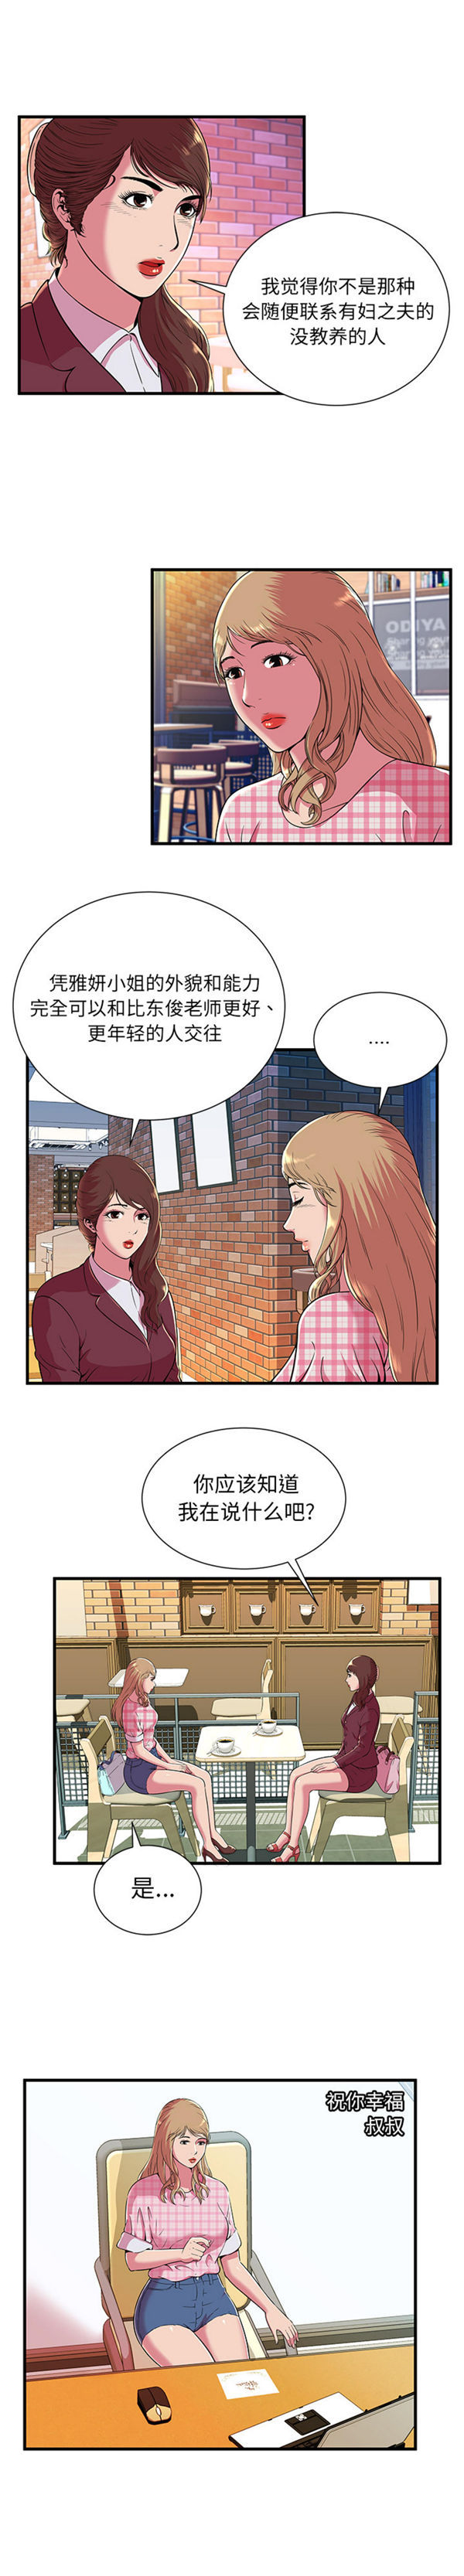 我觉得你不是那种
会随便联系有妇之夫的
没教养的人
ODIYA
凭雅妍小姐的外貌和能力
完全可以和比东俊老师更好、
更年轻的人交往
....
你应该知道
我在说什么吧?
是...
祝你幸福
叔叔